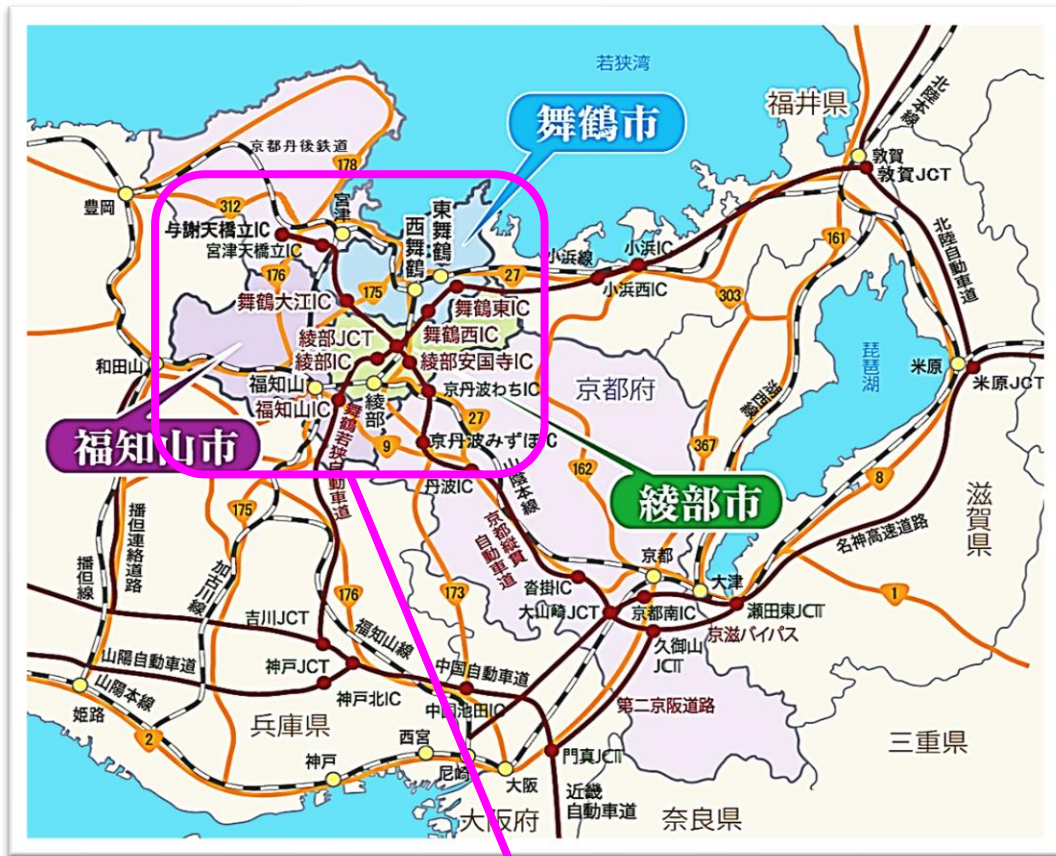 若狭湾
福井県
北陸本線
舞鶴市
敦賀
敦賀JCT
京都丹後鉄道
178
豊岡
312
宮津
東舞鶴
西舞鶴
与謝天橋立IC
宮津天橋立IC
小浜線
小浜IC
小浜西IC
161
北陸自動車道
27
303
176
175
舞鶴大江IC
舞鶴東IC
舞鶴西IC
綾部JCT
綾部IC
綾部安国寺IC
琵琶湖
米原
米原JCT
和田山
福知山
福知山IC
綾部
京丹波わちIC
京都府
湖西線
27
福知山市
舞鶴若狭自動車道
9
京丹波みずほIC
丹波IC
山陰本線
162
367
8
綾部市
滋賀県
播但線
播但連絡道路
175
加古川線
京都縦貫
自動車道
名神高速道路
京都
大津
沓掛IC
1
176
173
大山崎JCT
京都南IC
瀬田東JCT
京滋バイパス
吉川JCT
福知山線
久御山
JCT
山陽自動車道
神戸JCT
中国自動車道
山陽本線
神戸北IC
中国池田IC
第二京阪道路
姫路
2
兵庫県
西宮
神戸
尼崎
大阪
門真JCT
三重県
近畿
自動車道
大阪府
奈良県